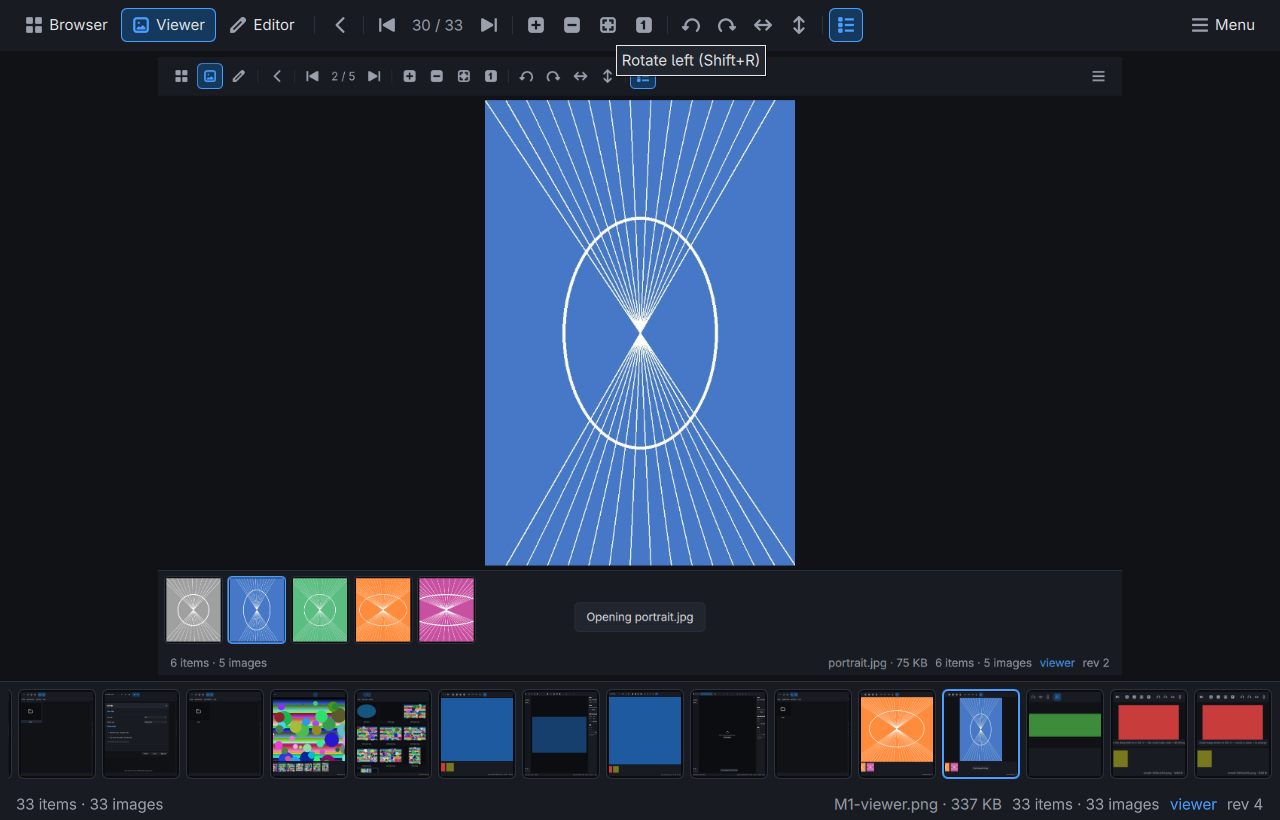 Browser
Viewer
Editor
30 / 33
1
Menu
Rotate left (Shift+R)
2 / 5
1
Opening portrait.jpg
6 items · 5 images
portrait.jpg · 75 KB 6 items · 5 images viewer rev 2
33 items · 33 images
M1-viewer.png · 337 KB 33 items · 33 images viewer rev 4